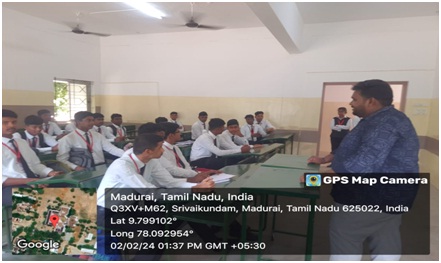 GPS Map Camera
Madurai, Tamil Nadu, India
Q3XV+M62, Srivaikundam, Madurai, Tamil Nadu 625022, India
Lat 9.799102°
Long 78.092954°
02/02/24 01:37 PM GMT +05:30
Google